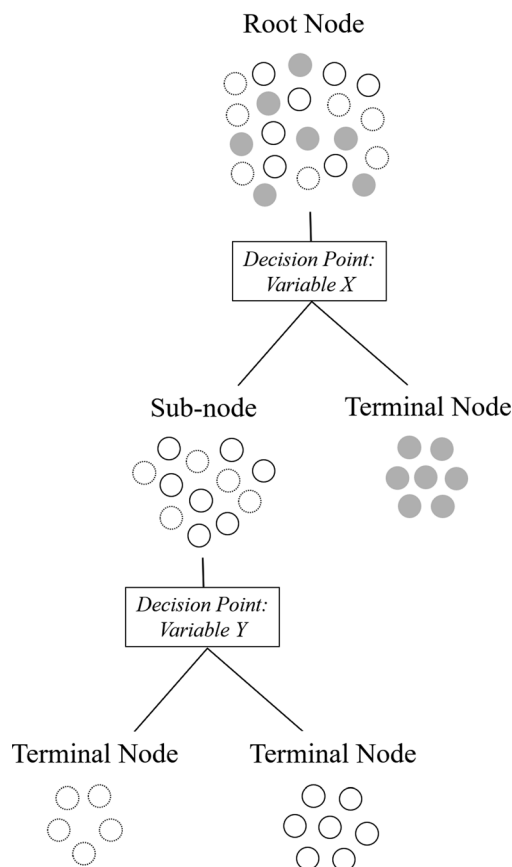 Root Node
Decision Point:
Variable X
Sub-node
Terminal Node
Decision Point:
Variable Y
Terminal Node
Terminal Node